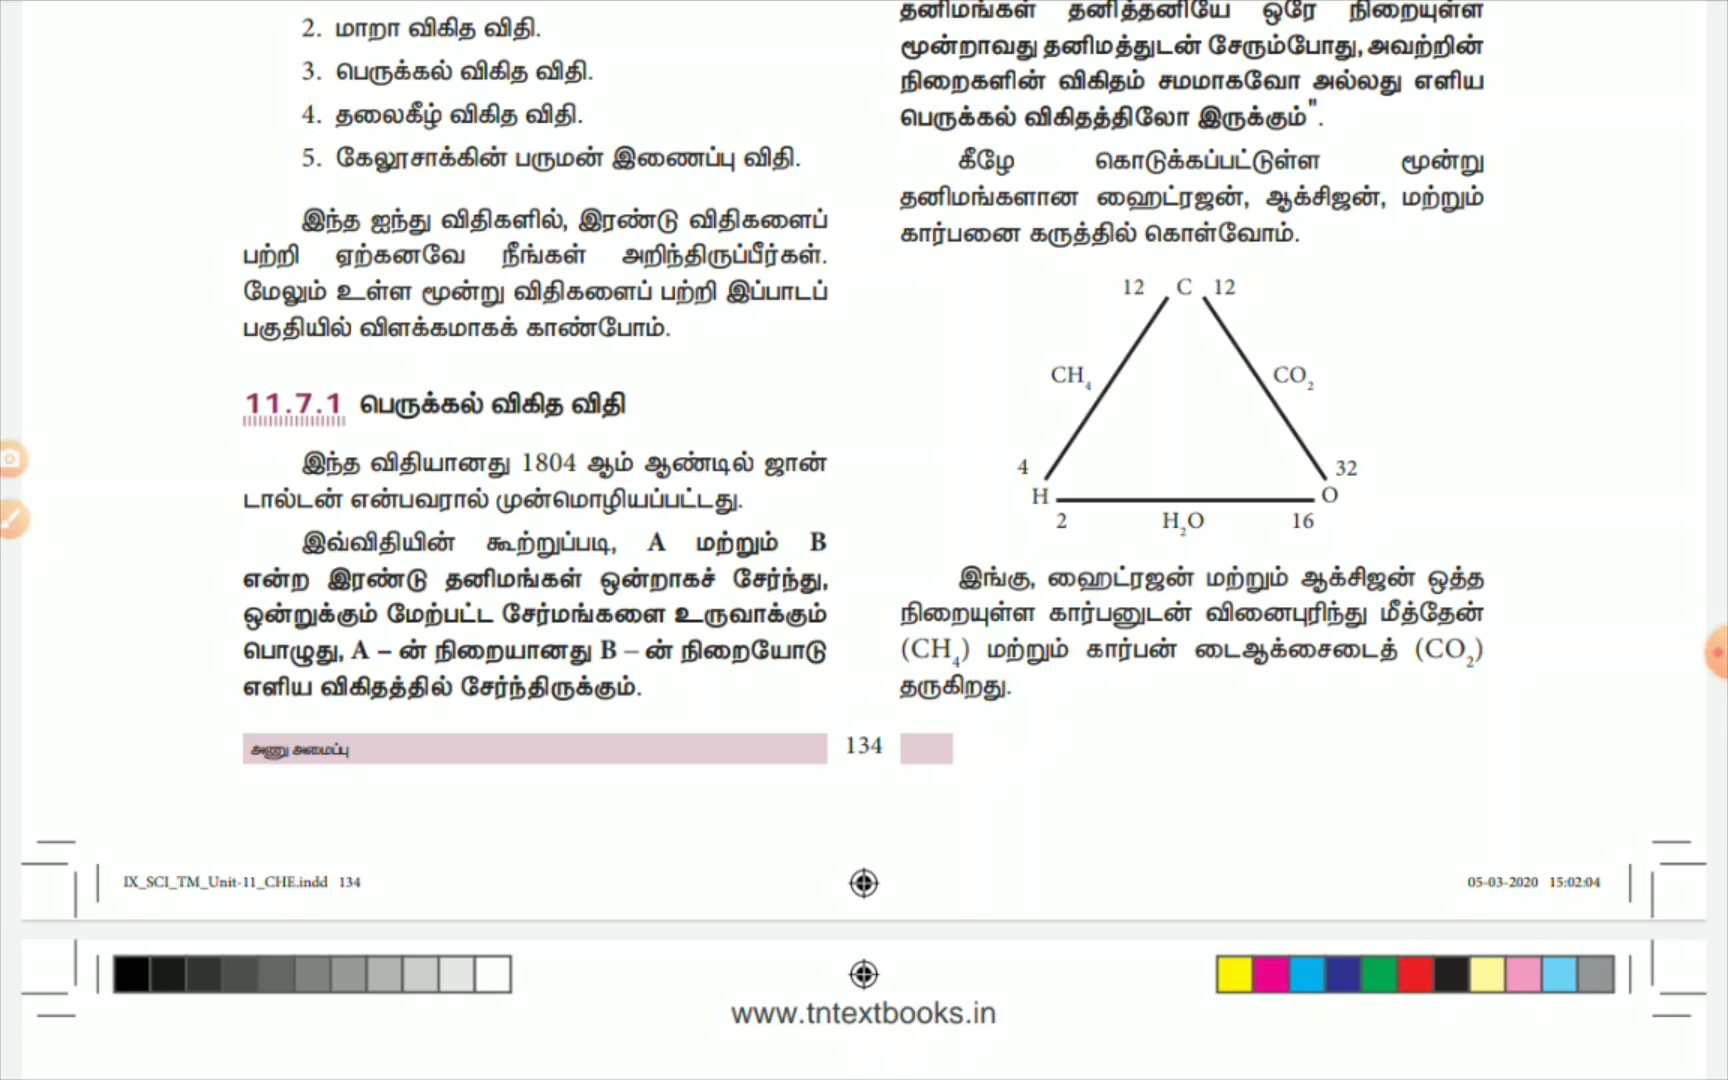 2. மாறா விகித விதி.
3. பெருக்கல் விகித விதி.
4. தலைகீழ் விகித விதி.
5. கேலூசாக்கின் பருமன் இணைப்பு விதி.
இந்த ஐந்து விதிகளில், இரண்டு விதிகளைப்
பற்றி ஏற்கனவே நீங்கள் அறிந்திருப்பீர்கள்.
மேலும் உள்ள மூன்று விதிகளைப் பற்றி இப்பாடப்
பகுதியில் விளக்கமாகக் காண்போம்.
11.7.1 பெருக்கல் விகித விதி
இந்த விதியானது 1804 ஆம் ஆண்டில் ஜான்
டால்டன் என்பவரால் முன்மொழியப்பட்டது.
இவ்விதியின் கூற்றுப்படி, A மற்றும் B
என்ற இரண்டு தனிமங்கள் ஒன்றாகச் சேர்ந்து,
ஒன்றுக்கும் மேற்பட்ட சேர்மங்களை உருவாக்கும்
பொழுது, A – ன் நிறையானது B – ன் நிறையோடு
எளிய விகிதத்தில் சேர்ந்திருக்கும்.
தனிமங்கள் தனித்தனியே ஒரே நிறையுள்ள
மூன்றாவது தனிமத்துடன் சேரும்போது, அவற்றின்
நிறைகளின் விகிதம் சமமாகவோ அல்லது எளிய
பெருக்கல் விகிதத்திலோ இருக்கும்".
கீழே கொடுக்கப்பட்டுள்ள மூன்று
தனிமங்களான ஹைட்ரஜன், ஆக்சிஜன், மற்றும்
கார்பனை கருத்தில் கொள்வோம்.
12 C 12
CH₄ CO₂
4 32
H O
2 H₂O 16
இங்கு, ஹைட்ரஜன் மற்றும் ஆக்சிஜன் ஒத்த
நிறையுள்ள கார்பனுடன் வினைபுரிந்து மீத்தேன்
(CH₄) மற்றும் கார்பன் டைஆக்சைடைத் (CO₂)
தருகிறது.
அணு அமைப்பு 134
IX_SCI_TM_Unit-11_CHE.indd 134 05-03-2020 15:02:04
www.tntextbooks.in